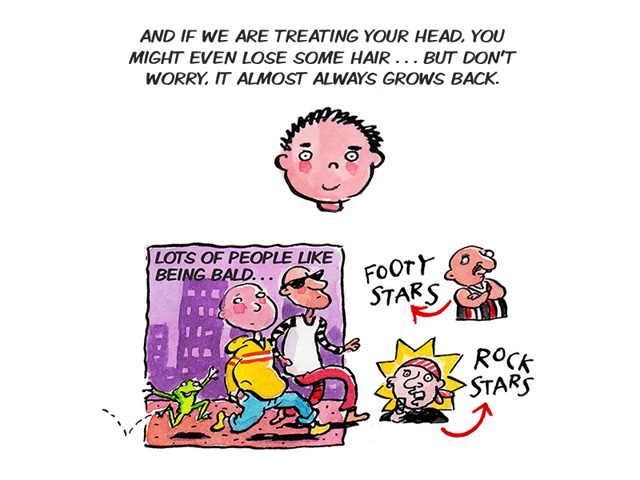 AND IF WE ARE TREATING YOUR HEAD, YOU
MIGHT EVEN LOSE SOME HAIR ... BUT DON'T
WORRY, IT ALMOST ALWAYS GROWS BACK.
LOTS OF PEOPLE LIKE
BEING BALD...
FOOTY
STARS
ROCK
STARS